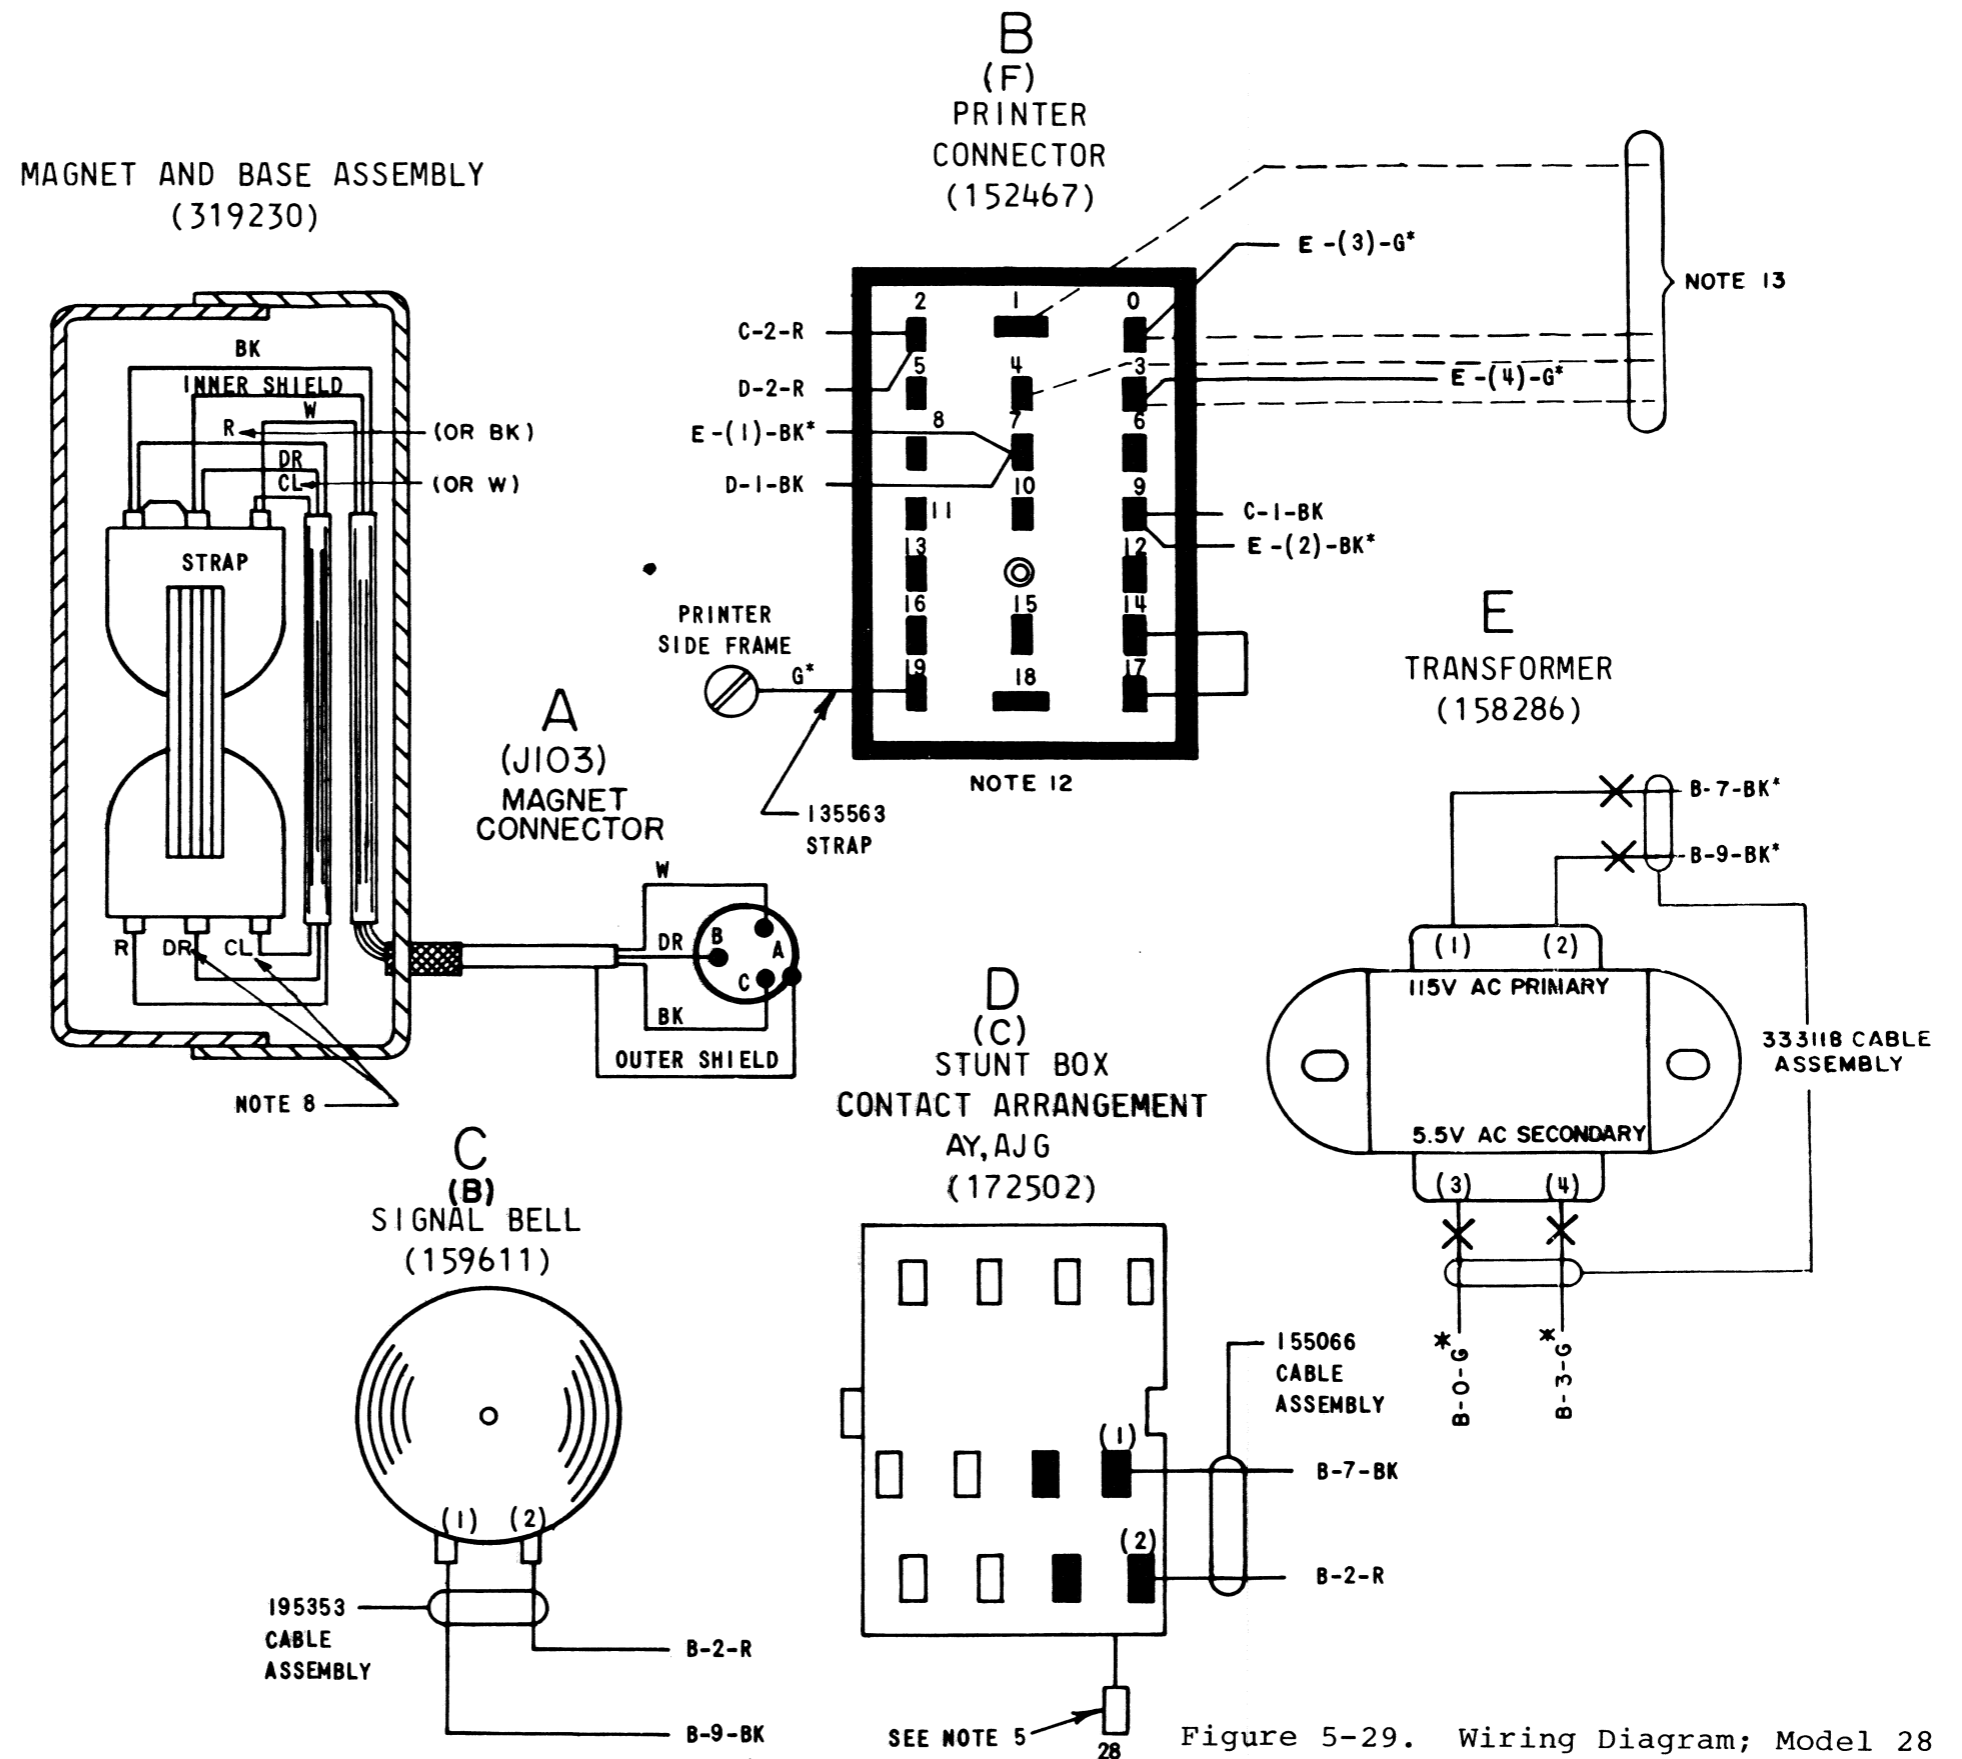 B
(F)
PRINTER
CONNECTOR
(152467)
MAGNET AND BASE ASSEMBLY
(319230)
E-(3)-G*
NOTE 13
2
1
0
C-2-R
BK
5
4
3
INNER SHIELD
E-(4)-G*
D-2-R
W
R
(OR BK)
8
7
6
E-(1)-BK*
DR
CL
(OR W)
D-1-BK
10
9
11
C-1-BK
E-(2)-BK*
13
12
STRAP
16
15
14
PRINTER
SIDE FRAME
G*
19
18
17
E
TRANSFORMER
(158286)
A
(J103)
MAGNET
CONNECTOR
NOTE 12
135563
STRAP
B-7-BK*
B-9-BK*
W
DR
B
A
C
BK
OUTER SHIELD
R
DR
CL
NOTE 8
(1)
(2)
115V AC PRIMARY
333118 CABLE
ASSEMBLY
5.5V AC SECONDARY
(3)
(4)
B-0-G*
B-3-G*
D
(C)
STUNT BOX
CONTACT ARRANGEMENT
AY, AJG
(172502)
C
(B)
SIGNAL BELL
(159611)
155066
CABLE
ASSEMBLY
(1)
B-7-BK
(2)
B-2-R
(1)
(2)
195353
CABLE
ASSEMBLY
B-2-R
B-9-BK
SEE NOTE 5
28
Figure 5-29. Wiring Diagram; Model 28